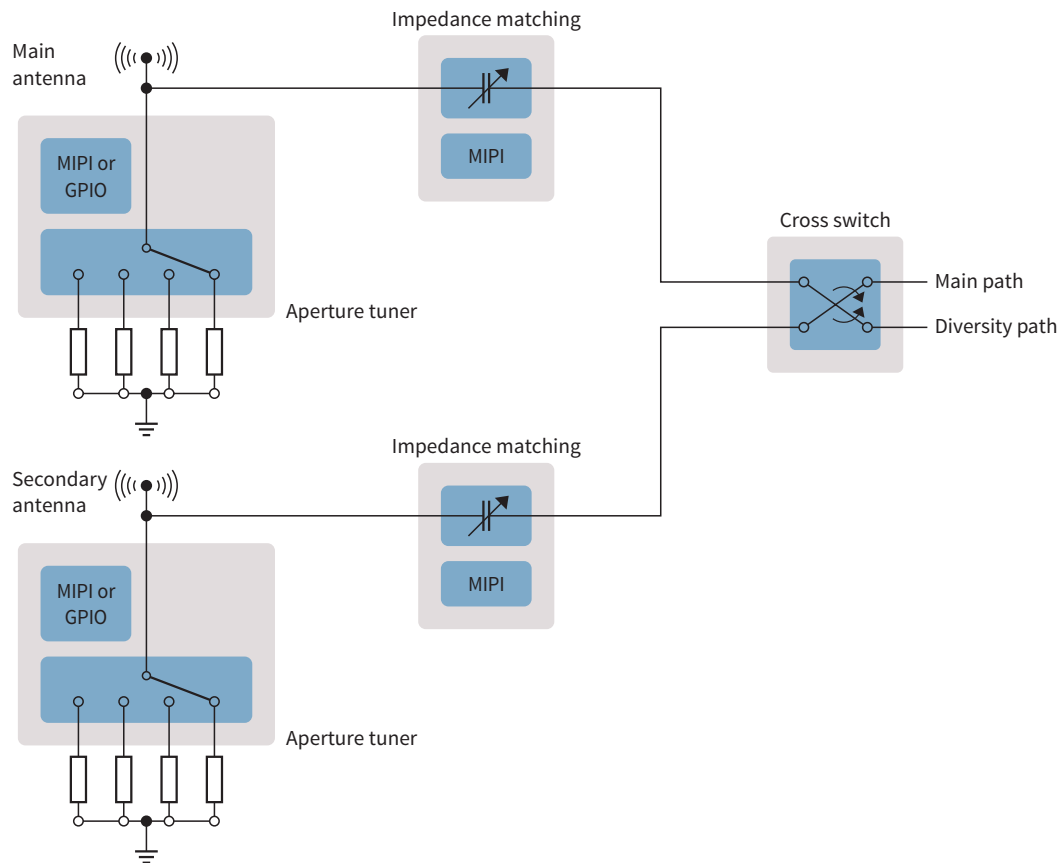 Impedance matching
Main
antenna
MIPI or
GPIO
MIPI
Aperture tuner
Cross switch
Main path
Diversity path
Impedance matching
Secondary
antenna
MIPI or
GPIO
MIPI
Aperture tuner